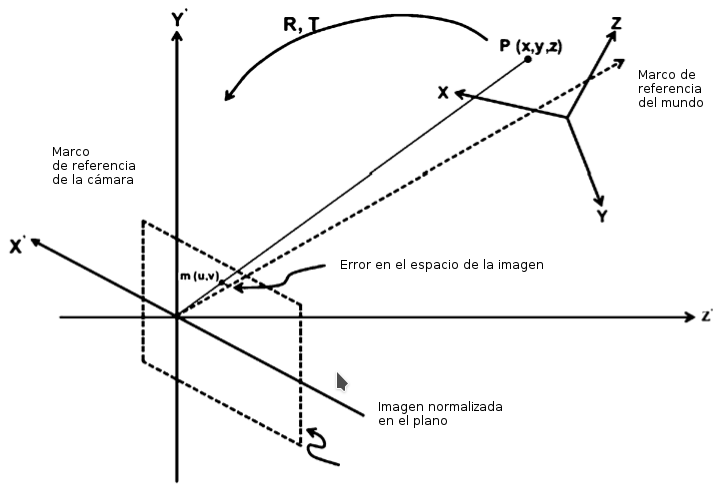 Y'
R, T
Z
P (x,y,z)
Marco de
referencia
del mundo
X
Marco
de referencia
de la cámara
Y
X'
m (u,v)
Error en el espacio de la imagen
Z'
Imagen normalizada
en el plano